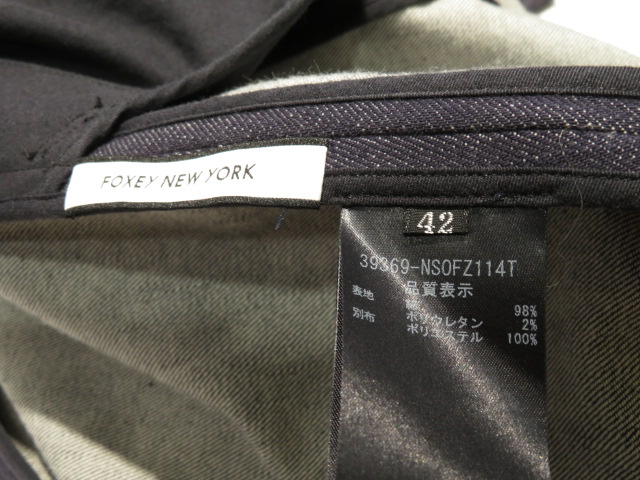 FOXEY NEW YORK
42
39369-NSOFZ114T
品質表示
表地 綿 98%
ポリウレタン 2%
別布 ポリエステル 100%